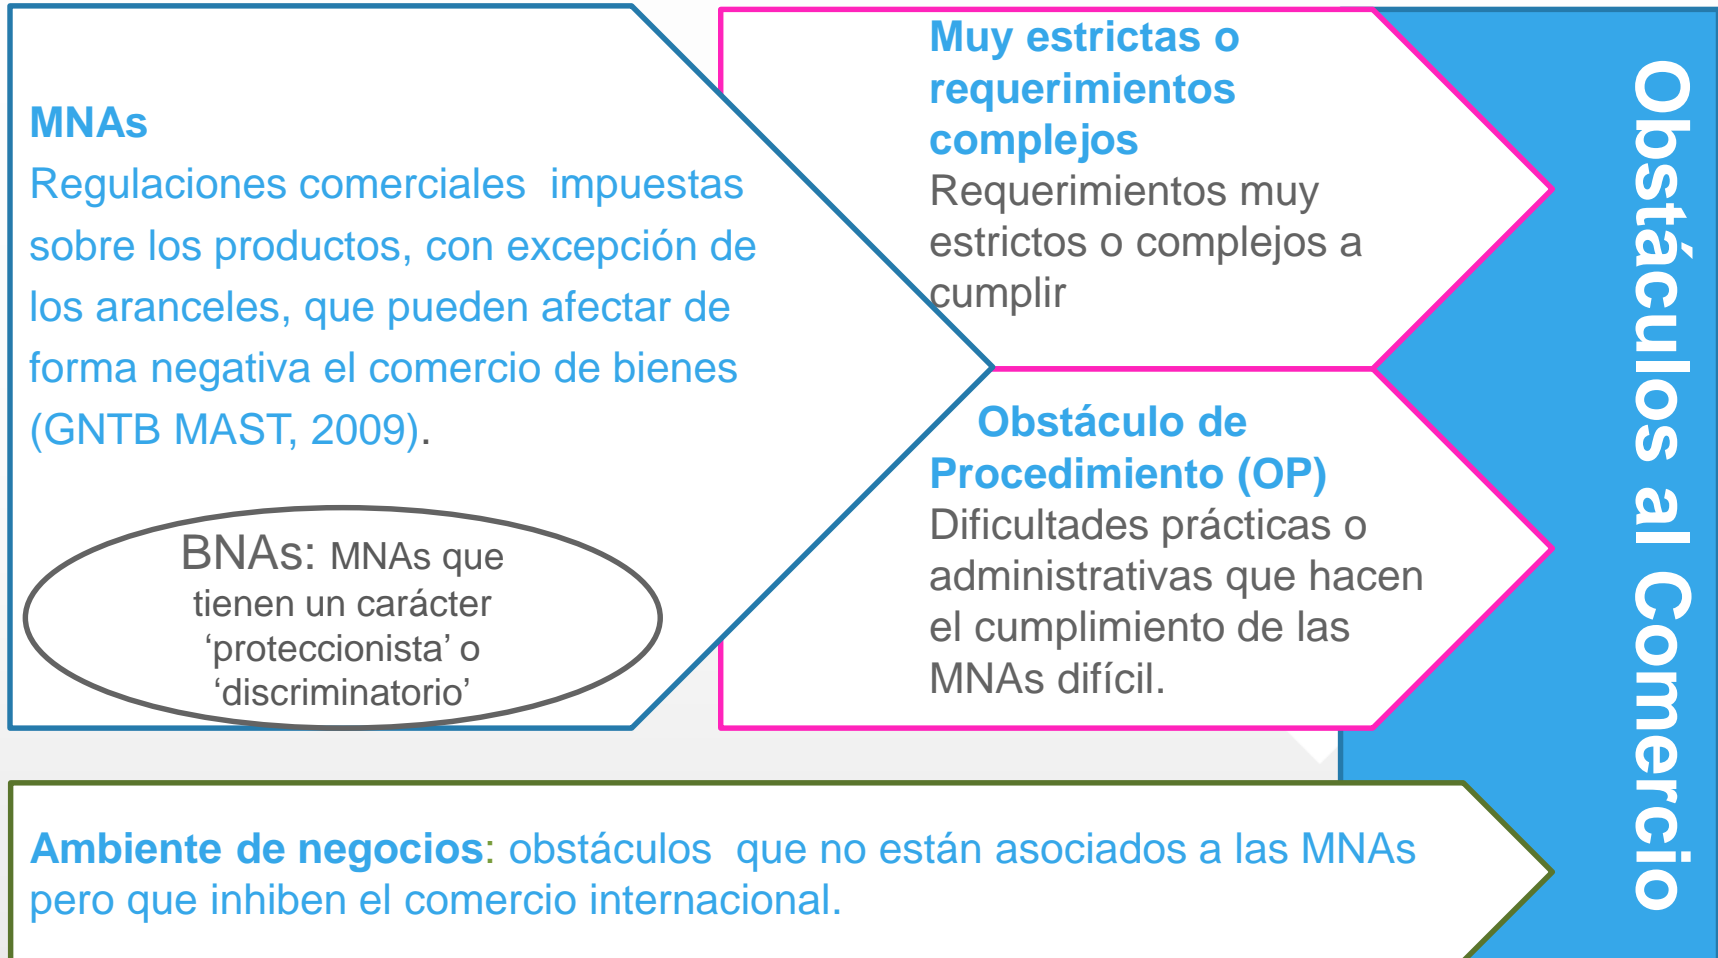 MNAs
Regulaciones comerciales  impuestas
sobre los productos, con excepción de
los aranceles, que pueden afectar de
forma negativa el comercio de bienes
(GNTB MAST, 2009).
BNAs: MNAs que
tienen un carácter
‘proteccionista’ o
‘discriminatorio’
Muy estrictas o
requerimientos
complejos
Requerimientos muy
estrictos o complejos a
cumplir
Obstáculo de
Procedimiento (OP)
Dificultades prácticas o
administrativas que hacen
el cumplimiento de las
MNAs difícil.
Ambiente de negocios: obstáculos  que no están asociados a las MNAs
pero que inhiben el comercio internacional.
Obstáculos al Comercio